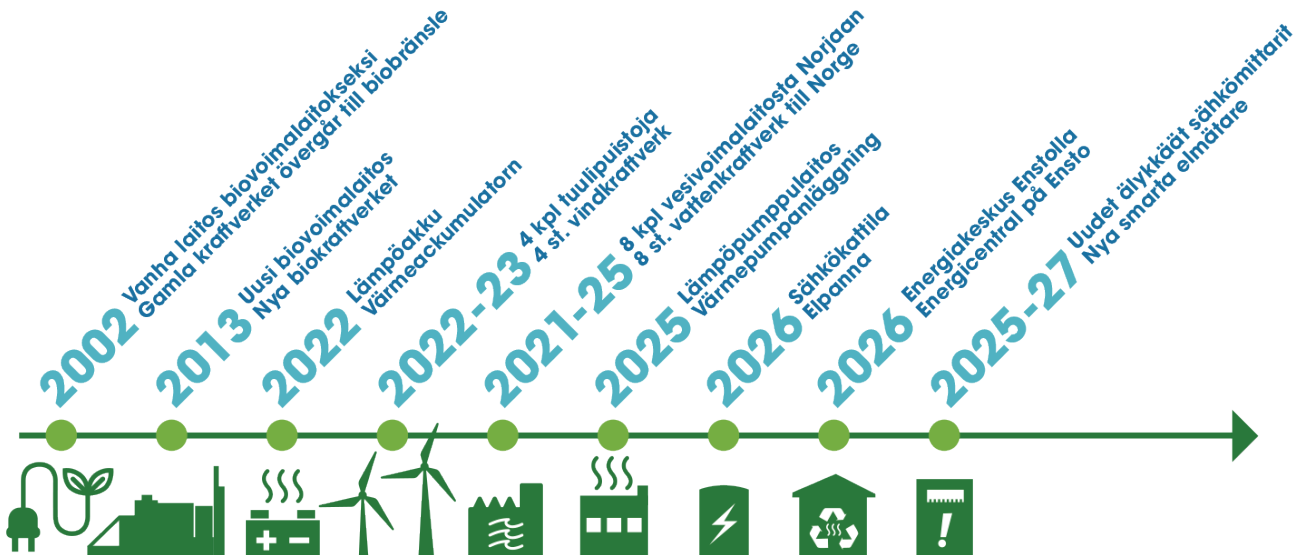 2002 Vanha laitos biovoimalaitokseksi
Gamla kraftverket övergår till biobränsle
2013 Uusi biovoimalaitos
Nya biokraftverket
2022 Lämpöakku
Värmeackumulatorn
2022-23 4 kpl tuulipuistoja
4 st. vindkraftverk
2021-25 8 kpl vesivoimalaitosta Norjaan
8 st. vattenkraftverk till Norge
2025 Lämpöpumppulaitos
Värmepumpanläggning
2026 Sähkökattila
Elpanna
2026 Energiakeskus Enstolla
Energicentral på Ensto
2025-27 Uudet älykkäät sähkömittarit
Nya smarta elmätare